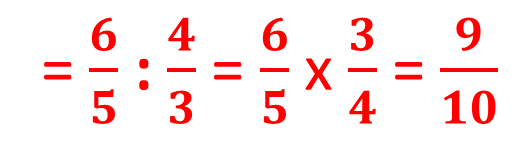 = 6/5 : 4/3 = 6/5 x 3/4 = 9/10